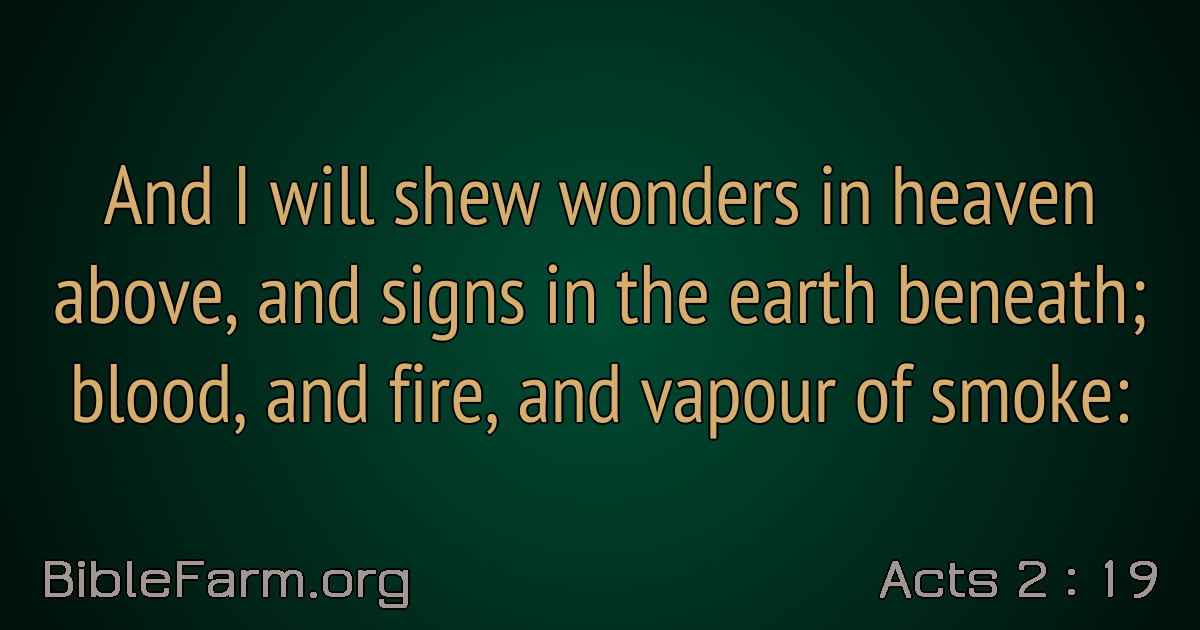 And I will shew wonders in heaven
above, and signs in the earth beneath;
blood, and fire, and vapour of smoke:
BibleFarm.org
Acts 2 : 19